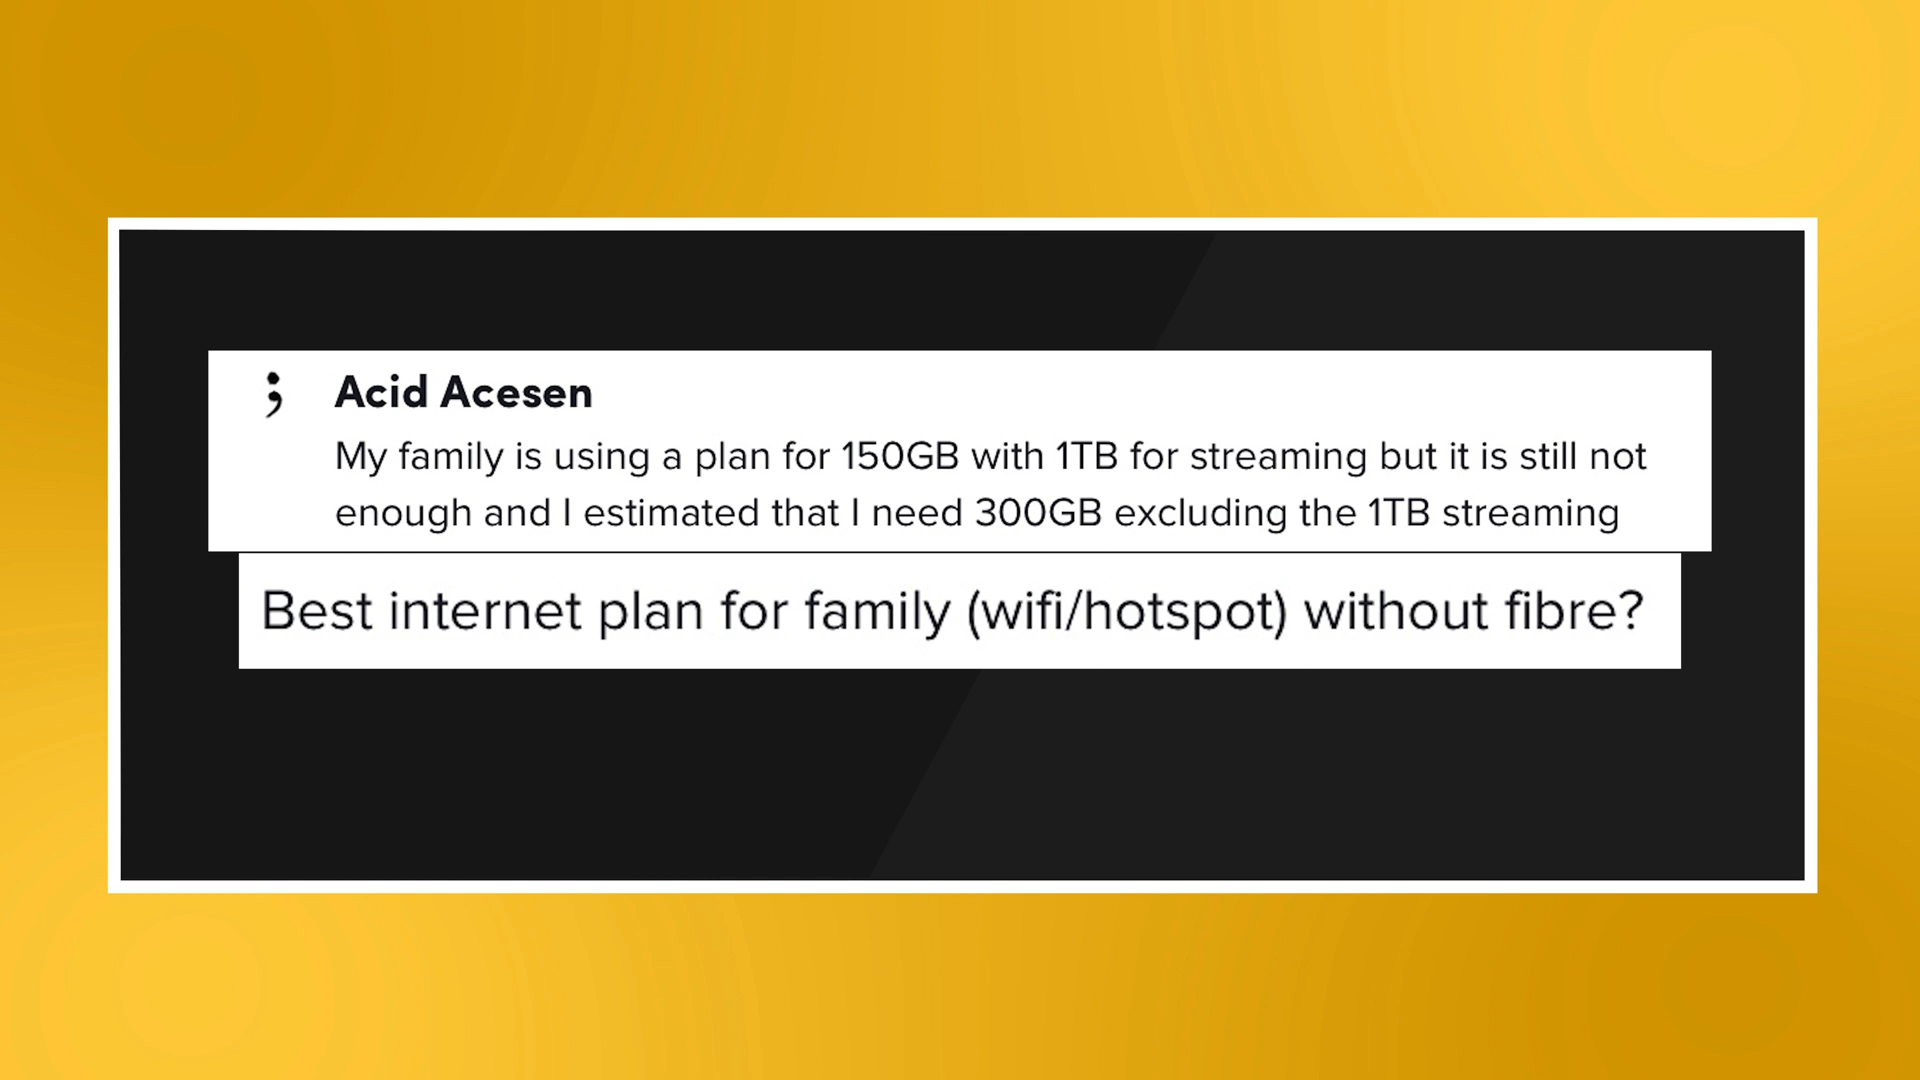 ; Acid Acesen
My family is using a plan for 150GB with 1TB for streaming but it is still not
enough and I estimated that I need 300GB excluding the 1TB streaming
Best internet plan for family (wifi/hotspot) without fibre?